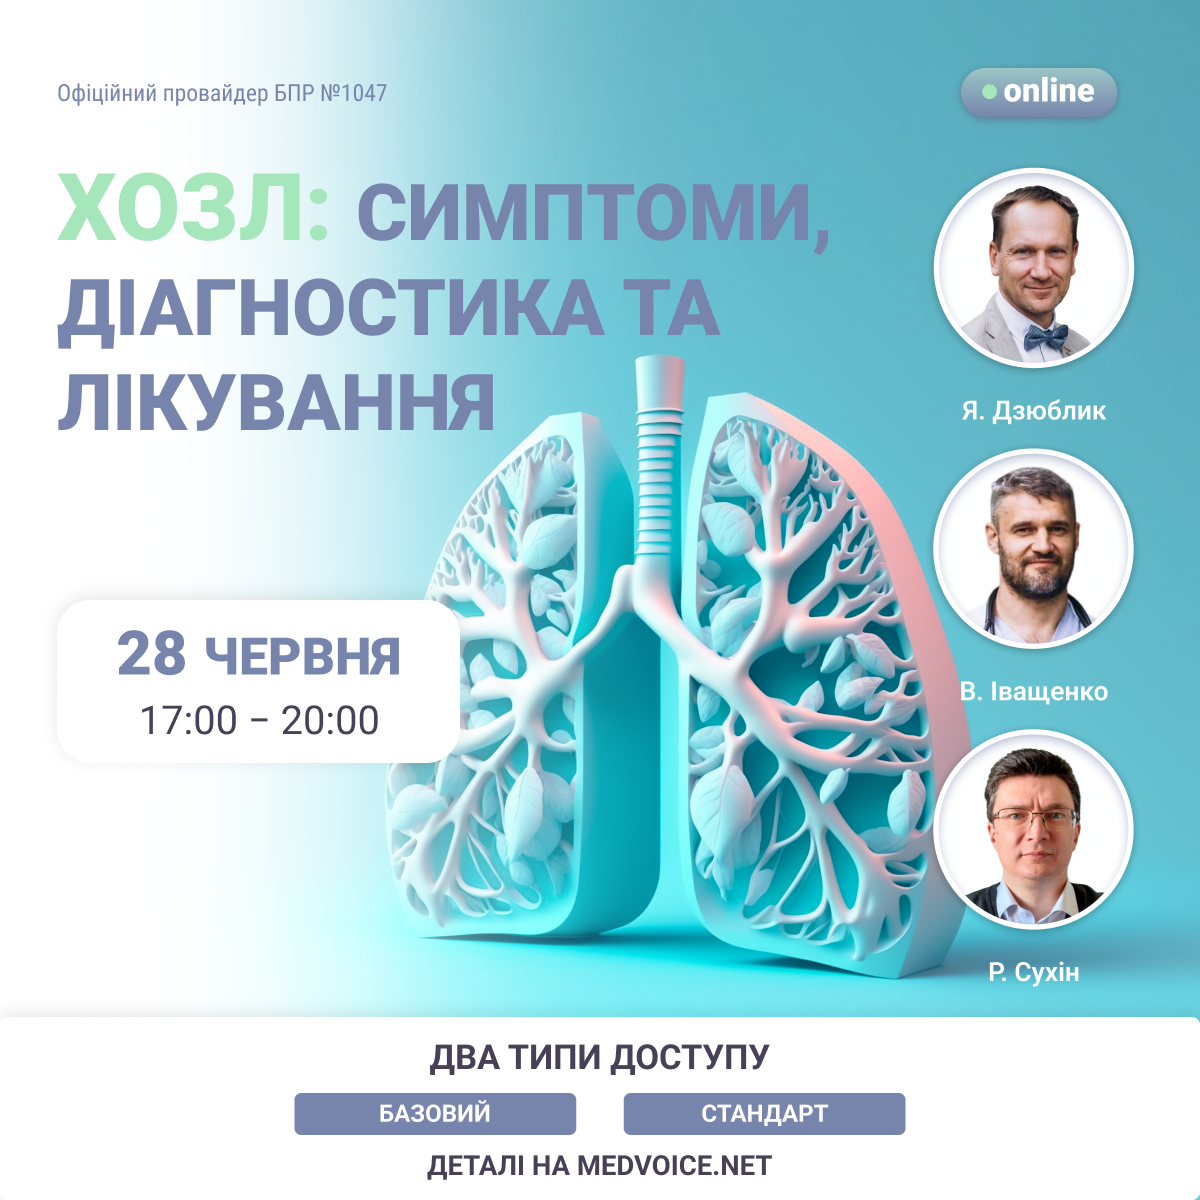 Офіційний провайдер БПР №1047
online
ХОЗЛ: СИМПТОМИ,
ДІАГНОСТИКА ТА
ЛІКУВАННЯ
Я. Дзюблик
28 ЧЕРВНЯ
17:00 – 20:00
В. Іващенко
Р. Сухін
ДВА ТИПИ ДОСТУПУ
БАЗОВИЙ
СТАНДАРТ
ДЕТАЛІ НА MEDVOICE.NET